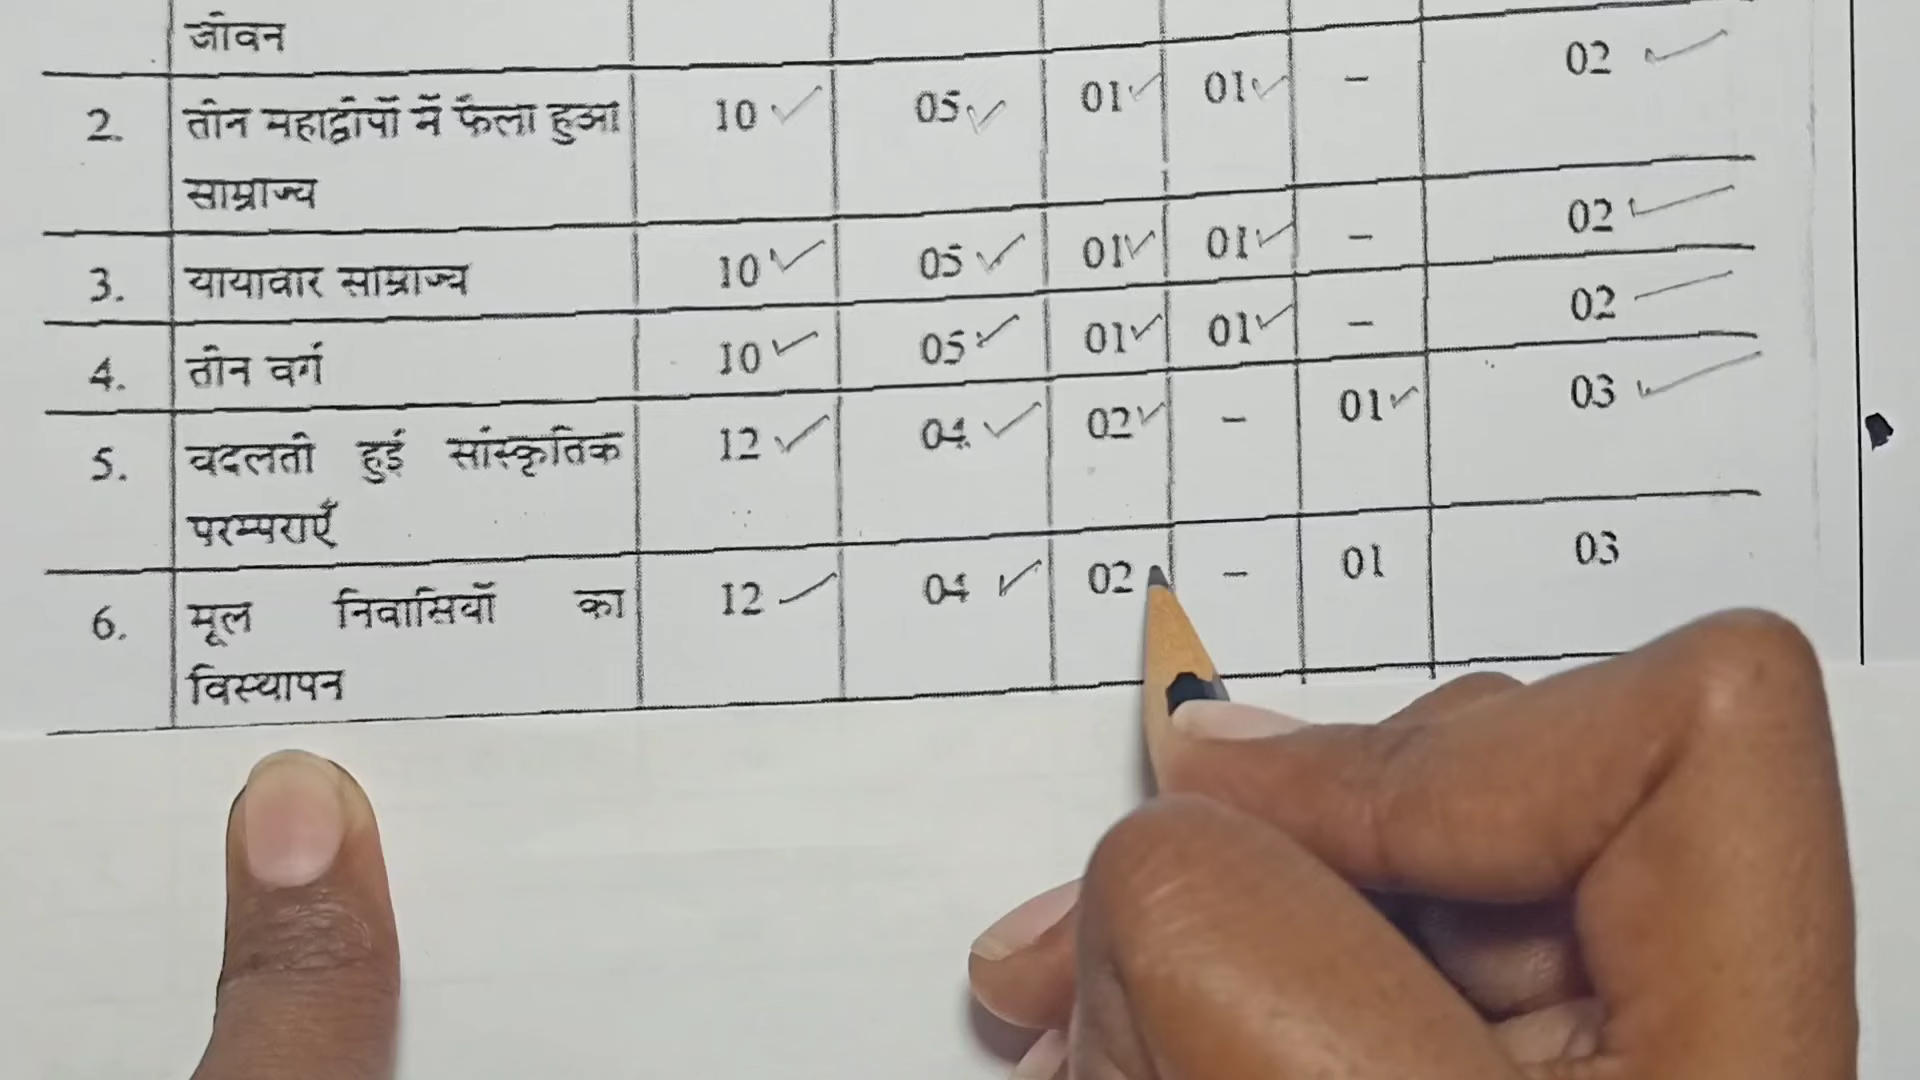 जीवन
2. तीन महाद्वीपों में फैला हुआ 10 05 01 01 - 02
साम्राज्य
3. यायावार साम्राज्य 10 05 01 01 - 02
4. तीन वर्ग 10 05 01 01 - 02
5. बदलती हुई सांस्कृतिक 12 04 02 - 01 03
परम्पराएँ
6. मूल निवासियों का 12 04 02 - 01 03
विस्थापन